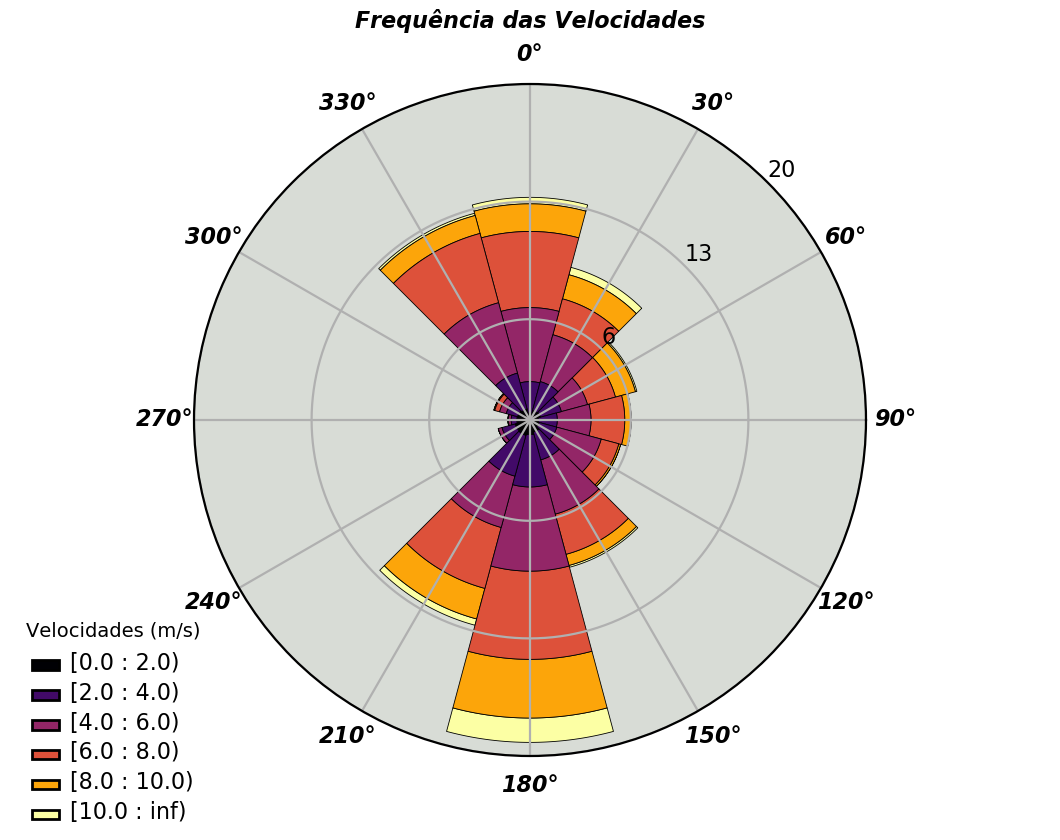 Frequência das Velocidades
0°
330°
30°
20
300°
60°
13
6
270°
90°
240°
120°
210°
150°
180°
Velocidades (m/s)
[0.0 : 2.0)
[2.0 : 4.0)
[4.0 : 6.0)
[6.0 : 8.0)
[8.0 : 10.0)
[10.0 : inf)